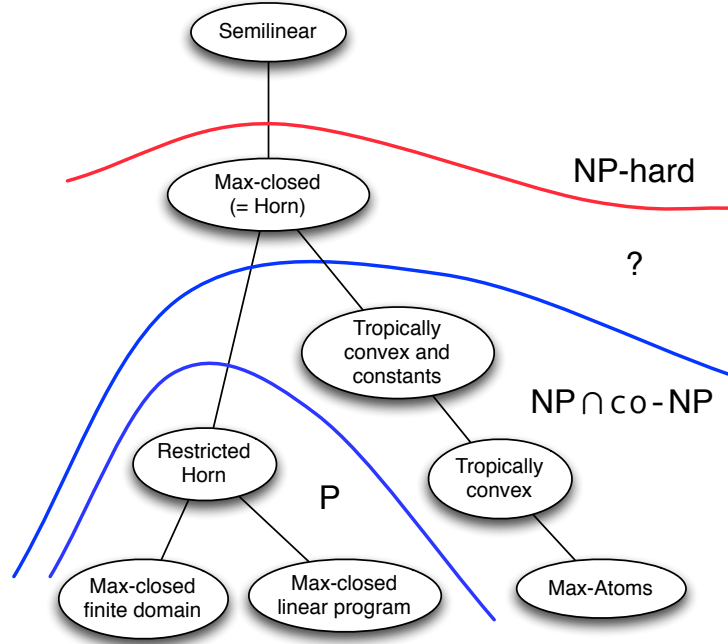 Semilinear
NP-hard
Max-closed
(= Horn)
?
Tropically
convex and
constants
NP ∩ co-NP
Restricted
Horn
Tropically
convex
P
Max-closed
finite domain
Max-closed
linear program
Max-Atoms